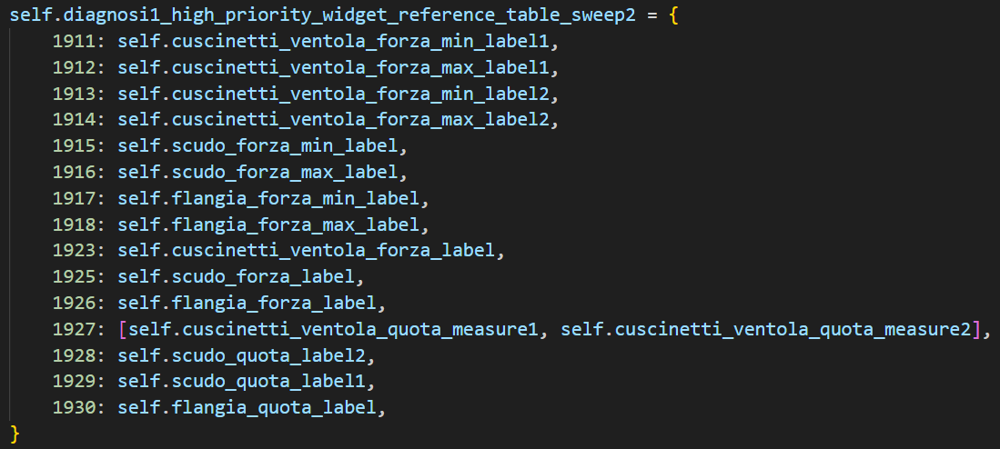 self.diagnosi1_high_priority_widget_reference_table_sweep2 = {
    1911: self.cuscinetti_ventola_forza_min_label1,
    1912: self.cuscinetti_ventola_forza_max_label1,
    1913: self.cuscinetti_ventola_forza_min_label2,
    1914: self.cuscinetti_ventola_forza_max_label2,
    1915: self.scudo_forza_min_label,
    1916: self.scudo_forza_max_label,
    1917: self.flangia_forza_min_label,
    1918: self.flangia_forza_max_label,
    1923: self.cuscinetti_ventola_forza_label,
    1925: self.scudo_forza_label,
    1926: self.flangia_forza_label,
    1927: [self.cuscinetti_ventola_quota_measure1, self.cuscinetti_ventola_quota_measure2],
    1928: self.scudo_quota_label2,
    1929: self.scudo_quota_label1,
    1930: self.flangia_quota_label,
}